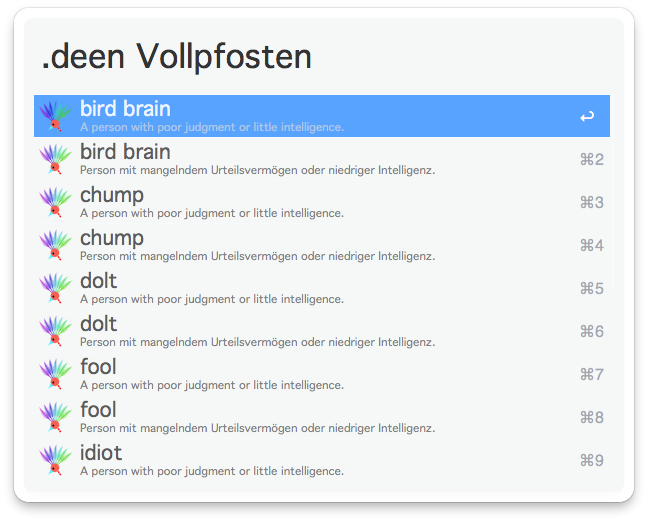 .deen Vollpfosten
bird brain
A person with poor judgment or little intelligence.
↩
bird brain
Person mit mangelndem Urteilsvermögen oder niedriger Intelligenz.
⌘2
chump
A person with poor judgment or little intelligence.
⌘3
chump
Person mit mangelndem Urteilsvermögen oder niedriger Intelligenz.
⌘4
dolt
A person with poor judgment or little intelligence.
⌘5
dolt
Person mit mangelndem Urteilsvermögen oder niedriger Intelligenz.
⌘6
fool
A person with poor judgment or little intelligence.
⌘7
fool
Person mit mangelndem Urteilsvermögen oder niedriger Intelligenz.
⌘8
idiot
A person with poor judgment or little intelligence.
⌘9